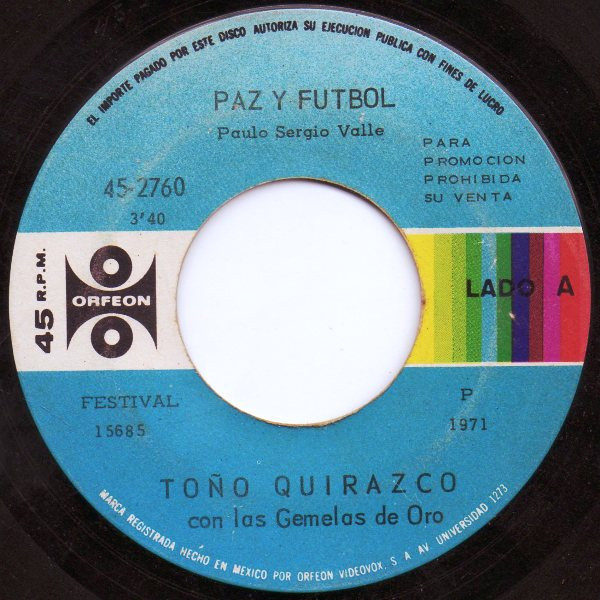 EL IMPORTE PAGADO POR ESTE DISCO AUTORIZA SU EJECUCION PUBLICA CON FINES DE LUCRO
PAZ Y FUTBOL
Paulo Sergio Valle
45-2760
3'40
PARA
PROMOCION
PROHIBIDA
SU VENTA
45 R.P.M.
ORFEON
LADO A
FESTIVAL
15685
P
1971
TOÑO QUIRAZCO
con las Gemelas de Oro
MARCA REGISTRADA HECHO EN MEXICO POR ORFEON VIDEOVOX, S A AV UNIVERSIDAD 1273